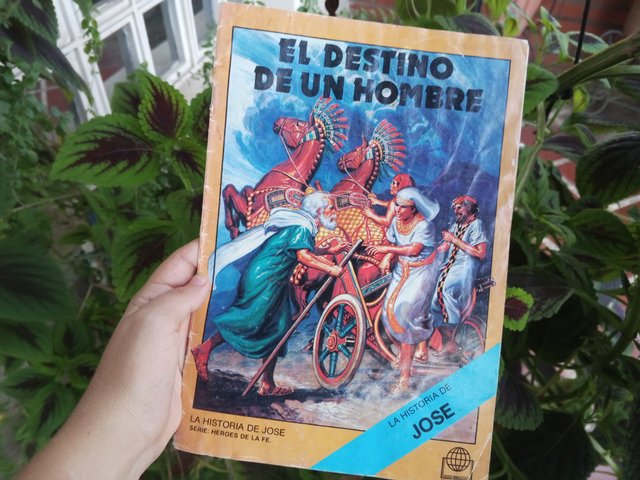 EL DESTINO
DE UN HOMBRE
LA HISTORIA DE
JOSE
LA HISTORIA DE JOSE
SERIE: HEROES DE LA FE.